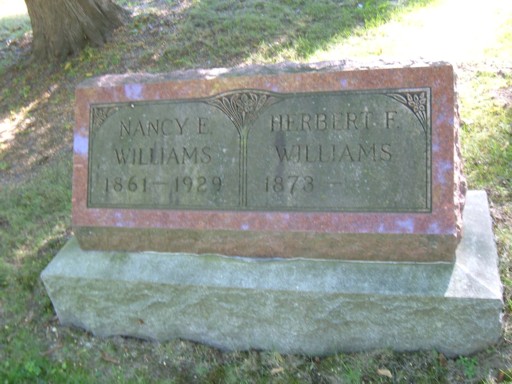 NANCY E.
WILLIAMS
1861 — 1929
HERBERT F.
WILLIAMS
1873 —